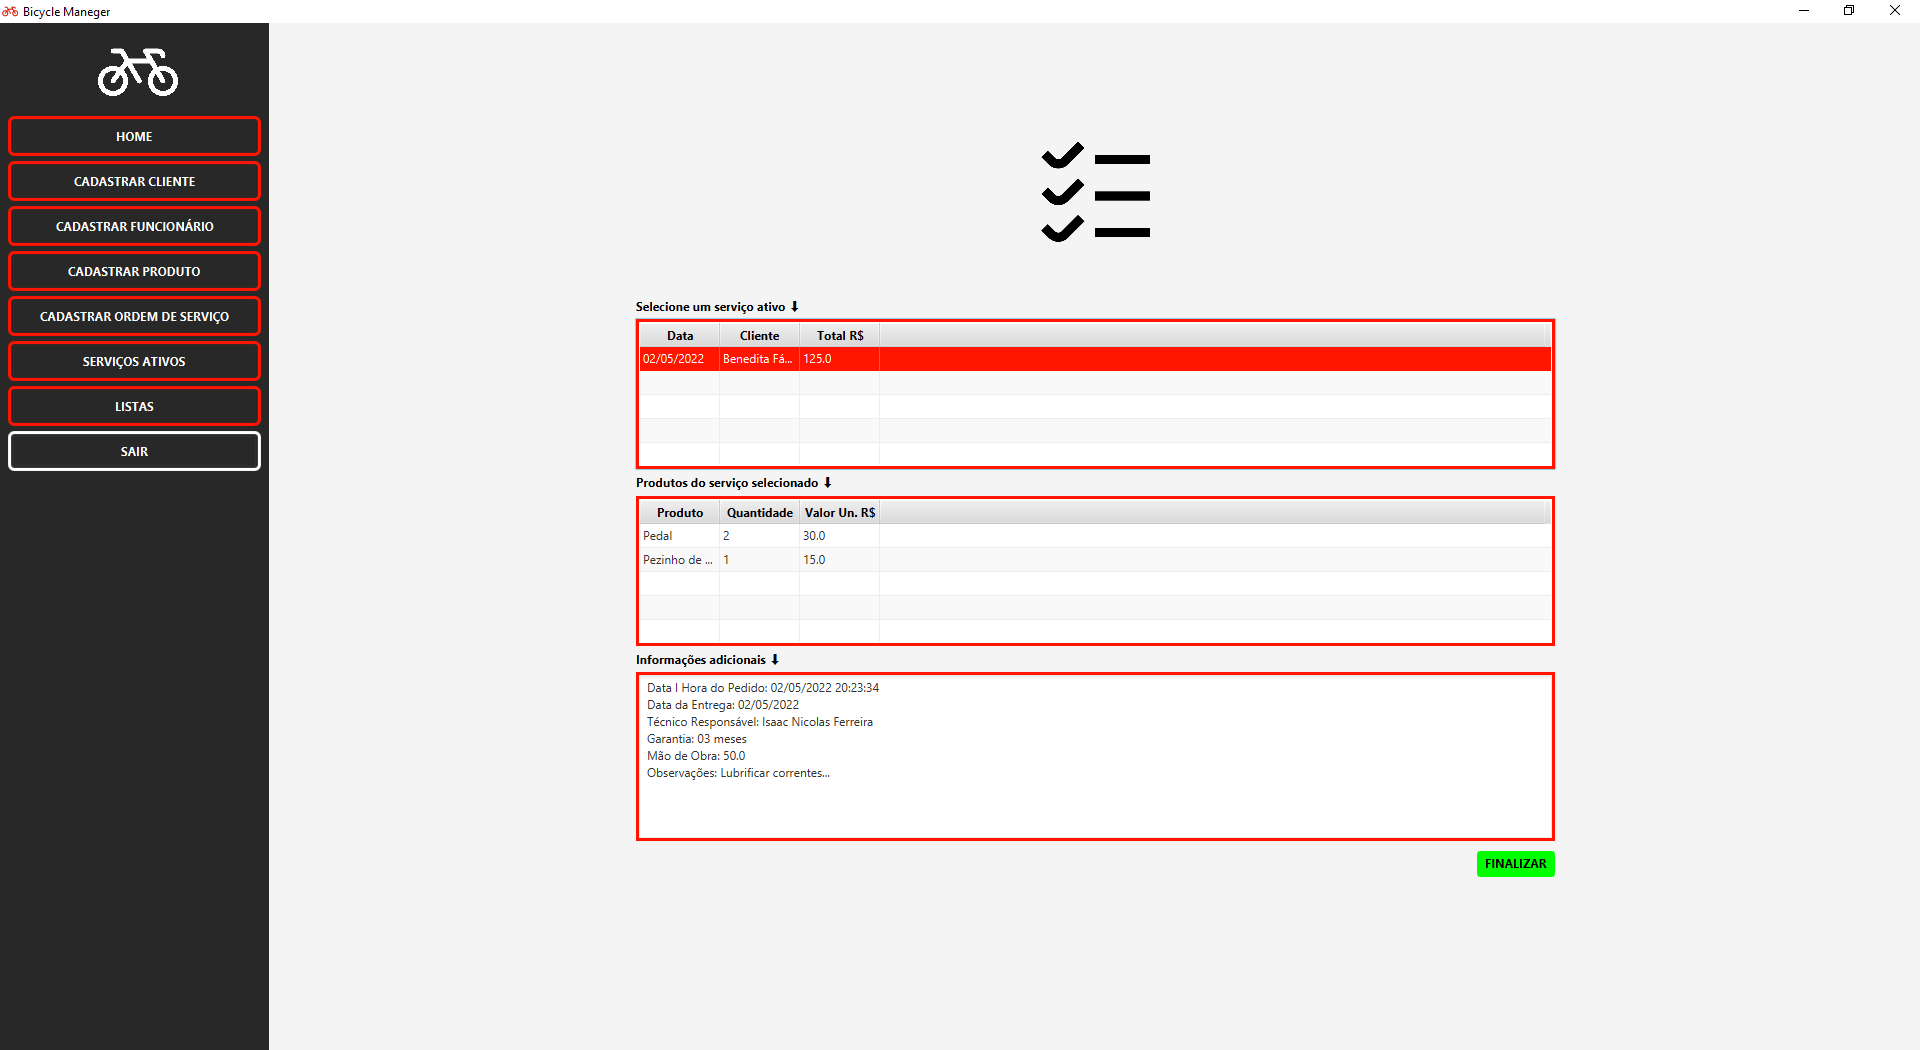 Bicycle Maneger
HOME
CADASTRAR CLIENTE
CADASTRAR FUNCIONÁRIO
CADASTRAR PRODUTO
CADASTRAR ORDEM DE SERVIÇO
SERVIÇOS ATIVOS
LISTAS
SAIR
Selecione um serviço ativo ⬇
Data Cliente Total R$
02/05/2022 Benedita Fá... 125.0
Produtos do serviço selecionado ⬇
Produto Quantidade Valor Un. R$
Pedal 2 30.0
Pezinho de ... 1 15.0
Informações adicionais ⬇
Data l Hora do Pedido: 02/05/2022 20:23:34
Data da Entrega: 02/05/2022
Técnico Responsável: Isaac Nicolas Ferreira
Garantia: 03 meses
Mão de Obra: 50.0
Observações: Lubrificar correntes...
FINALIZAR